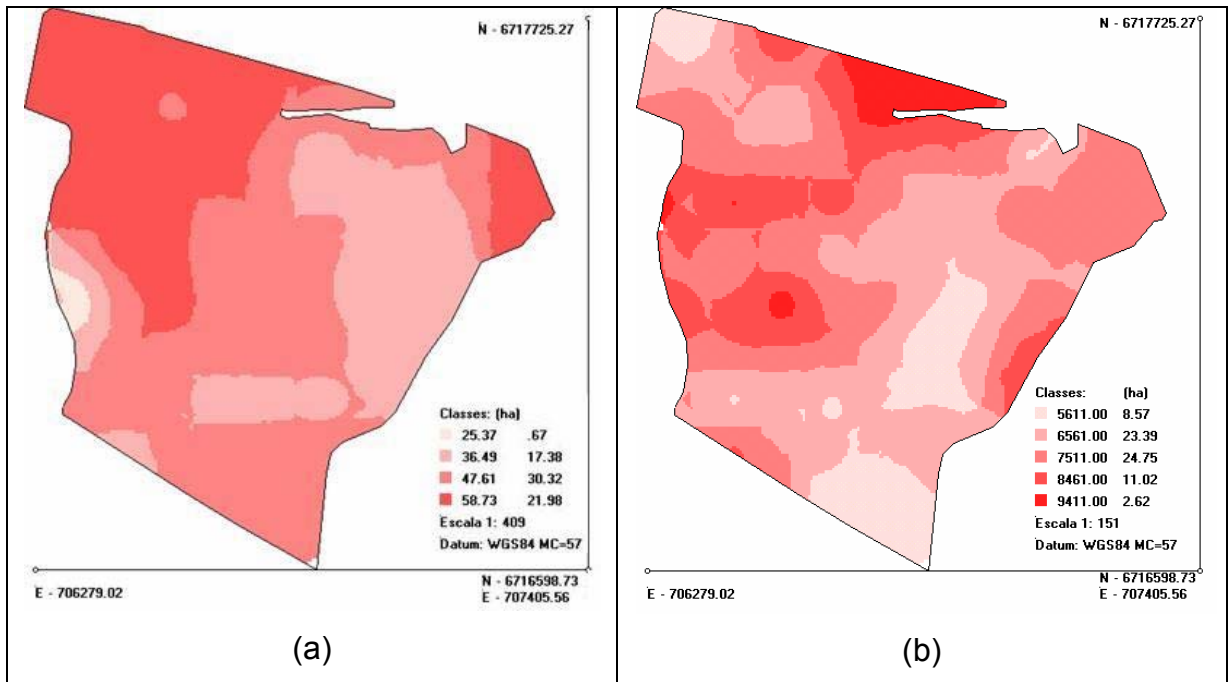 N - 6717725.27
Classes: (ha)
25.37 .67
36.49 17.38
47.61 30.32
58.73 21.98
Escala 1: 409
Datum: WGS84 MC=57
E - 706279.02
N - 6716598.73
E - 707405.56
(a)
N - 6717725.27
Classes: (ha)
5611.00 8.57
6561.00 23.39
7511.00 24.75
8461.00 11.02
9411.00 2.62
Escala 1: 151
Datum: WGS84 MC=57
E - 706279.02
N - 6716598.73
E - 707405.56
(b)